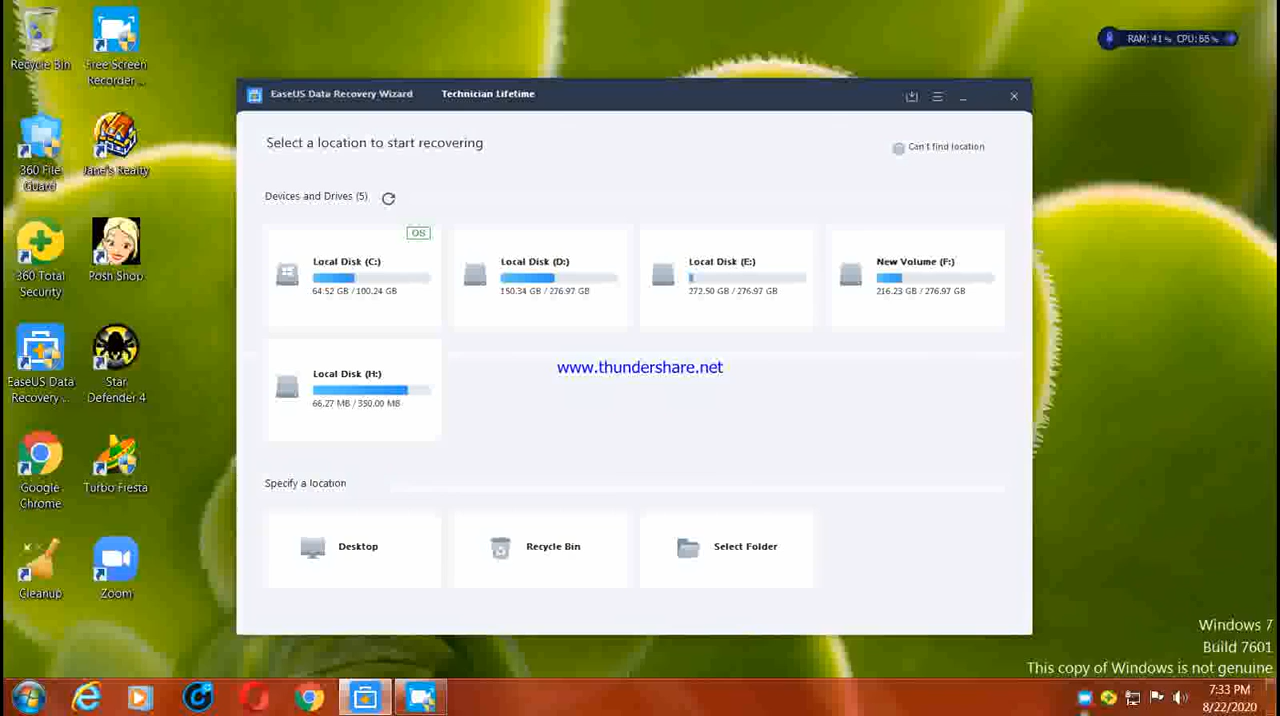 Recycle Bin
Free Screen
Recorder ...
360 File
Guard
Jane's Realty
360 Total
Security
Posh Shop
EaseUS Data
Recovery ...
Star
Defender 4
Google
Chrome
Turbo Fiesta
Cleanup
Zoom
RAM: 41% CPU: 55%
EaseUS Data Recovery Wizard Technician Lifetime
Select a location to start recovering
Can't find location
Devices and Drives (5)
OS
Local Disk (C:)
64.52 GB / 100.24 GB
Local Disk (D:)
150.34 GB / 276.97 GB
Local Disk (E:)
272.50 GB / 276.97 GB
New Volume (F:)
216.23 GB / 276.97 GB
Local Disk (H:)
66.27 MB / 350.00 MB
www.thundershare.net
Specify a location
Desktop
Recycle Bin
Select Folder
Windows 7
Build 7601
This copy of Windows is not genuine
7:33 PM
8/22/2020